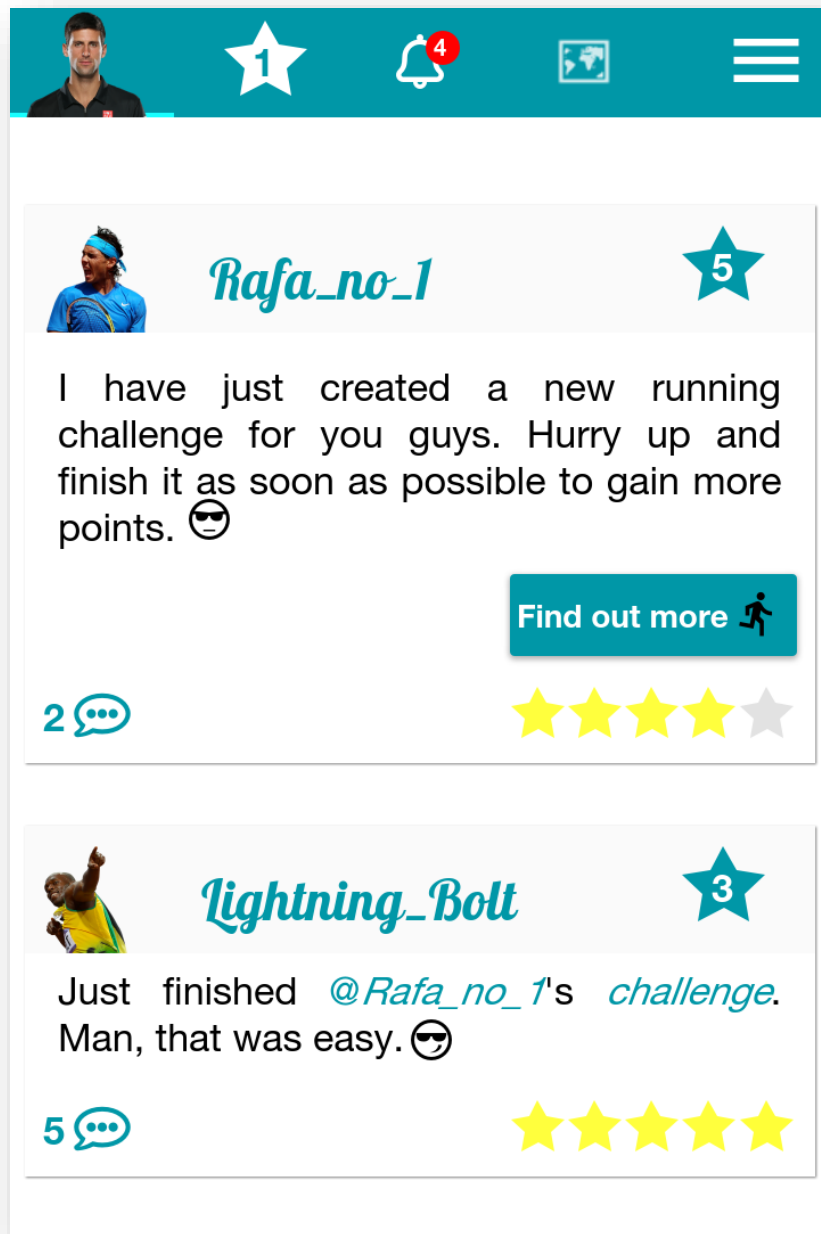 1
4
Rafa_no_1
5
I have just created a new running
challenge for you guys. Hurry up and
finish it as soon as possible to gain more
points.
Find out more
2
Lightning_Bolt
3
Just finished @Rafa_no_1's challenge.
Man, that was easy.
5